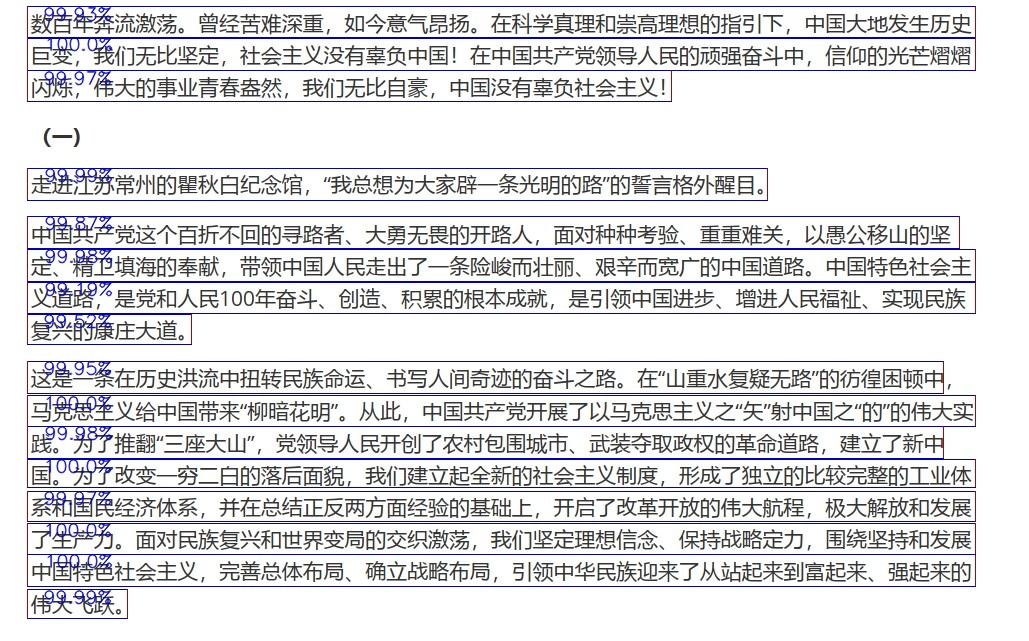 99.93%
数百年奔流激荡。曾经苦难深重，如今意气昂扬。在科学真理和崇高理想的指引下，中国大地发生历史
100.0%
巨变，我们无比坚定，社会主义没有辜负中国！在中国共产党领导人民的顽强奋斗中，信仰的光芒熠熠
99.97%
闪烁，伟大的事业青春盎然，我们无比自豪，中国没有辜负社会主义！
（一）
99.99%
走进江苏常州的瞿秋白纪念馆，“我总想为大家辟一条光明的路”的誓言格外醒目。
99.87%
中国共产党这个百折不回的寻路者、大勇无畏的开路人，面对种种考验、重重难关，以愚公移山的坚
99.98%
定、精卫填海的奉献，带领中国人民走出了一条险峻而壮丽、艰辛而宽广的中国道路。中国特色社会主
99.19%
义道路，是党和人民100年奋斗、创造、积累的根本成就，是引领中国进步、增进人民福祉、实现民族
99.52%
复兴的康庄大道。
99.95%
这是一条在历史洪流中扭转民族命运、书写人间奇迹的奋斗之路。在“山重水复疑无路”的彷徨困顿中，
100.0%
马克思主义给中国带来“柳暗花明”。从此，中国共产党开展了以马克思主义之“矢”射中国之“的”的伟大实
99.98%
践。为了推翻“三座大山”，党领导人民开创了农村包围城市、武装夺取政权的革命道路，建立了新中
100.0%
国。为了改变一穷二白的落后面貌，我们建立起全新的社会主义制度，形成了独立的比较完整的工业体
99.97%
系和国民经济体系，并在总结正反两方面经验的基础上，开启了改革开放的伟大航程，极大解放和发展
100.0%
了生产力。面对民族复兴和世界变局的交织激荡，我们坚定理想信念、保持战略定力，围绕坚持和发展
100.0%
中国特色社会主义，完善总体布局、确立战略布局，引领中华民族迎来了从站起来到富起来、强起来的
99.99%
伟大飞跃。